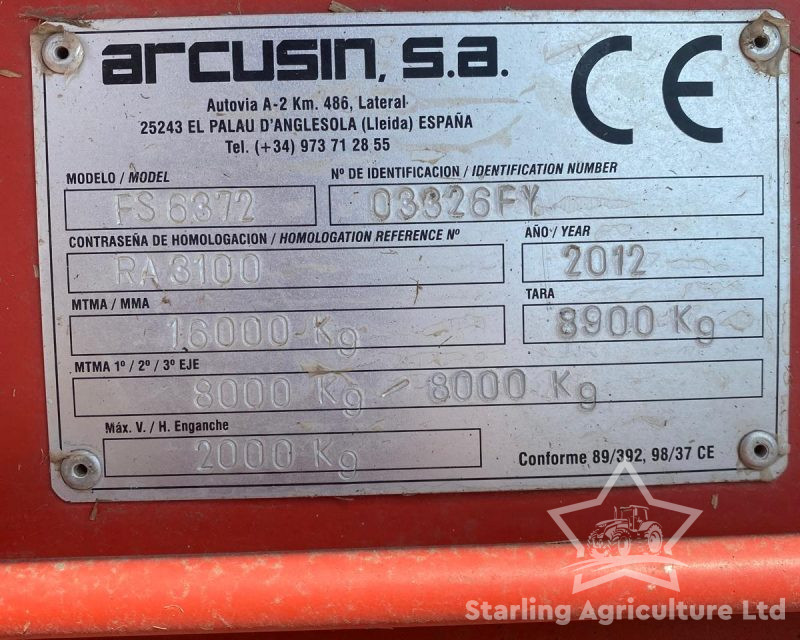 arcusin, s.a.
CE
Autovia A-2 Km. 486, Lateral
25243 EL PALAU D'ANGLESOLA (Lleida) ESPAÑA
Tel. (+34) 973 71 28 55
MODELO / MODEL
Nº DE IDENTIFICACION / IDENTIFICATION NUMBER
FS 6372
03326FY
CONTRASEÑA DE HOMOLOGACION / HOMOLOGATION REFERENCE Nº
AÑO / YEAR
RA3100
2012
MTMA / MMA
TARA
16000 Kg
8900 Kg
MTMA 1º / 2º / 3º EJE
8000 Kg - 8000 Kg
Máx. V. / H. Enganche
2000 Kg
Conforme 89/392, 98/37 CE
Starling Agriculture Ltd